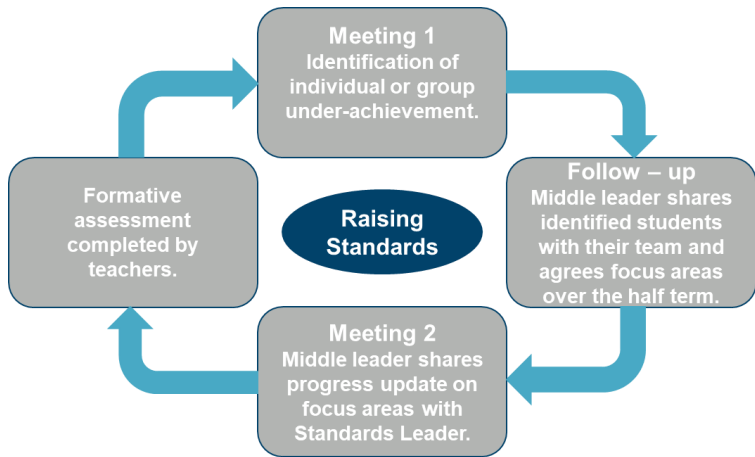 Meeting 1
Identification of
individual or group
under-achievement.
Formative
assessment
completed by
teachers.
Raising
Standards
Follow – up
Middle leader shares
identified students
with their team and
agrees focus areas
over the half term.
Meeting 2
Middle leader shares
progress update on
focus areas with
Standards Leader.